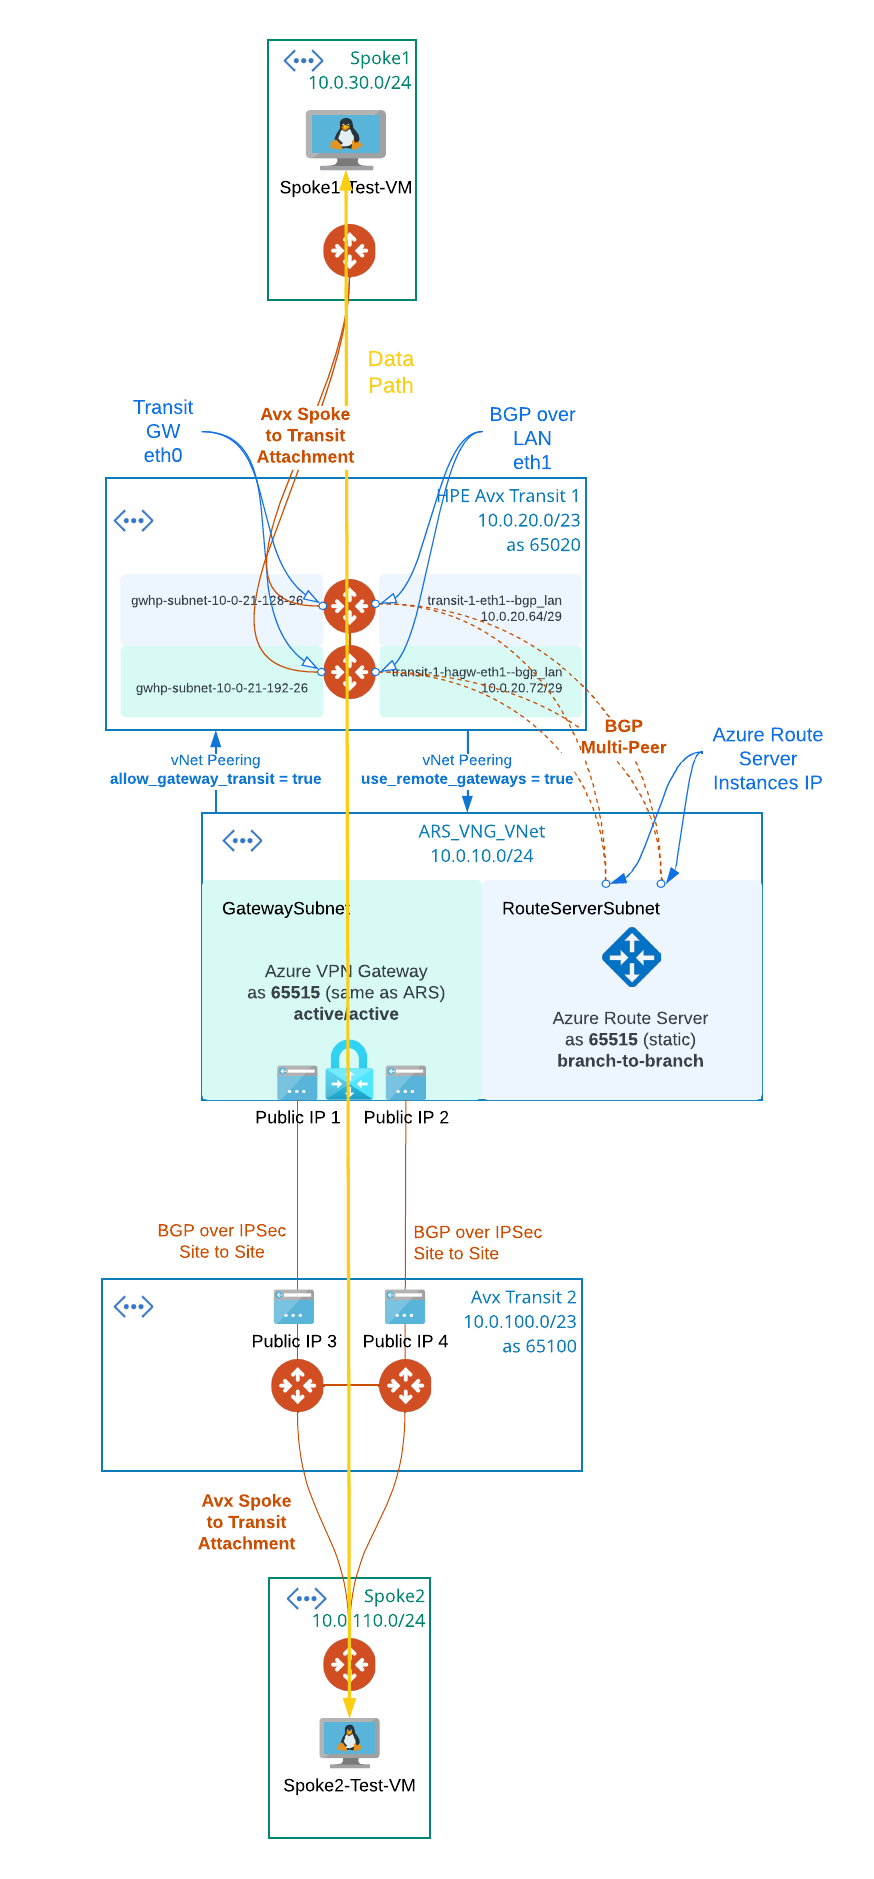 Spoke1
10.0.30.0/24
Spoke1-Test-VM
Data
Path
Transit
GW
eth0
Avx Spoke
to Transit
Attachment
BGP over
LAN
eth1
HPE Avx Transit 1
10.0.20.0/23
as 65020
gwhp-subnet-10-0-21-128-26
transit-1-eth1--bgp_lan
10.0.20.64/29
gwhp-subnet-10-0-21-192-26
transit-1-hagw-eth1--bgp_lan
10.0.20.72/29
BGP
Multi-Peer
Azure Route
Server
Instances IP
vNet Peering
allow_gateway_transit = true
vNet Peering
use_remote_gateways = true
ARS_VNG_VNet
10.0.10.0/24
GatewaySubnet
RouteServerSubnet
Azure VPN Gateway
as 65515 (same as ARS)
active/active
Azure Route Server
as 65515 (static)
branch-to-branch
Public IP 1
Public IP 2
BGP over IPSec
Site to Site
BGP over IPSec
Site to Site
Avx Transit 2
10.0.100.0/23
as 65100
Public IP 3
Public IP 4
Avx Spoke
to Transit
Attachment
Spoke2
10.0.110.0/24
Spoke2-Test-VM